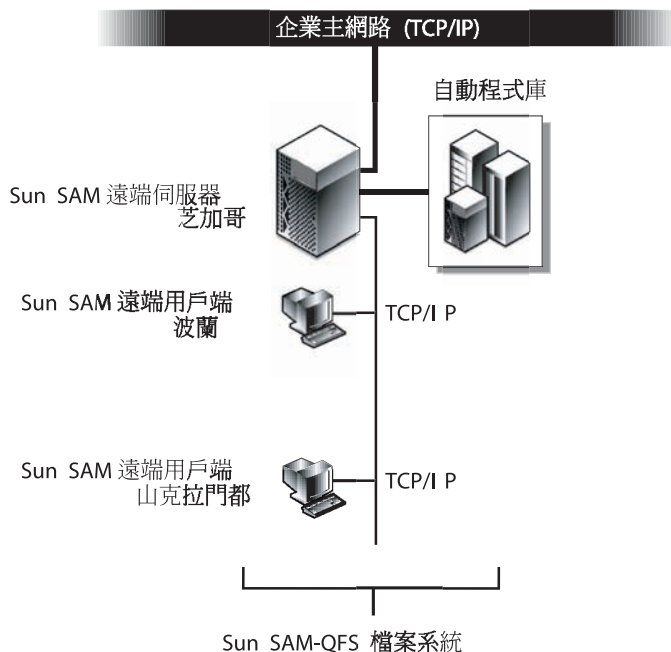 企業主網路 (TCP/IP)
自動程式庫
Sun SAM 遠端伺服器
芝加哥
Sun SAM 遠端用戶端
波蘭
TCP/I P
Sun SAM 遠端用戶端
山克拉門都
TCP/I P
Sun SAM-QFS 檔案系統